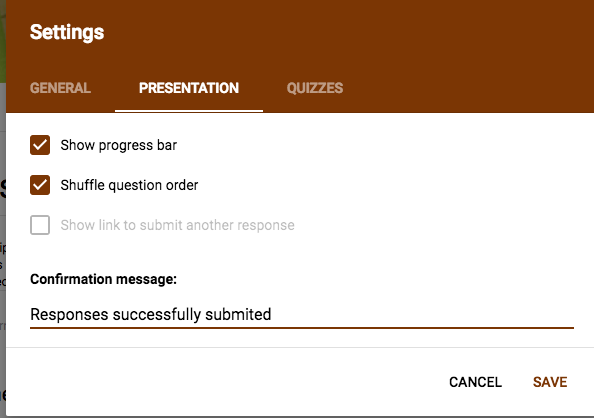 Settings
GENERAL PRESENTATION QUIZZES
Show progress bar
Shuffle question order
Show link to submit another response
Confirmation message:
Responses successfully submited
CANCEL SAVE